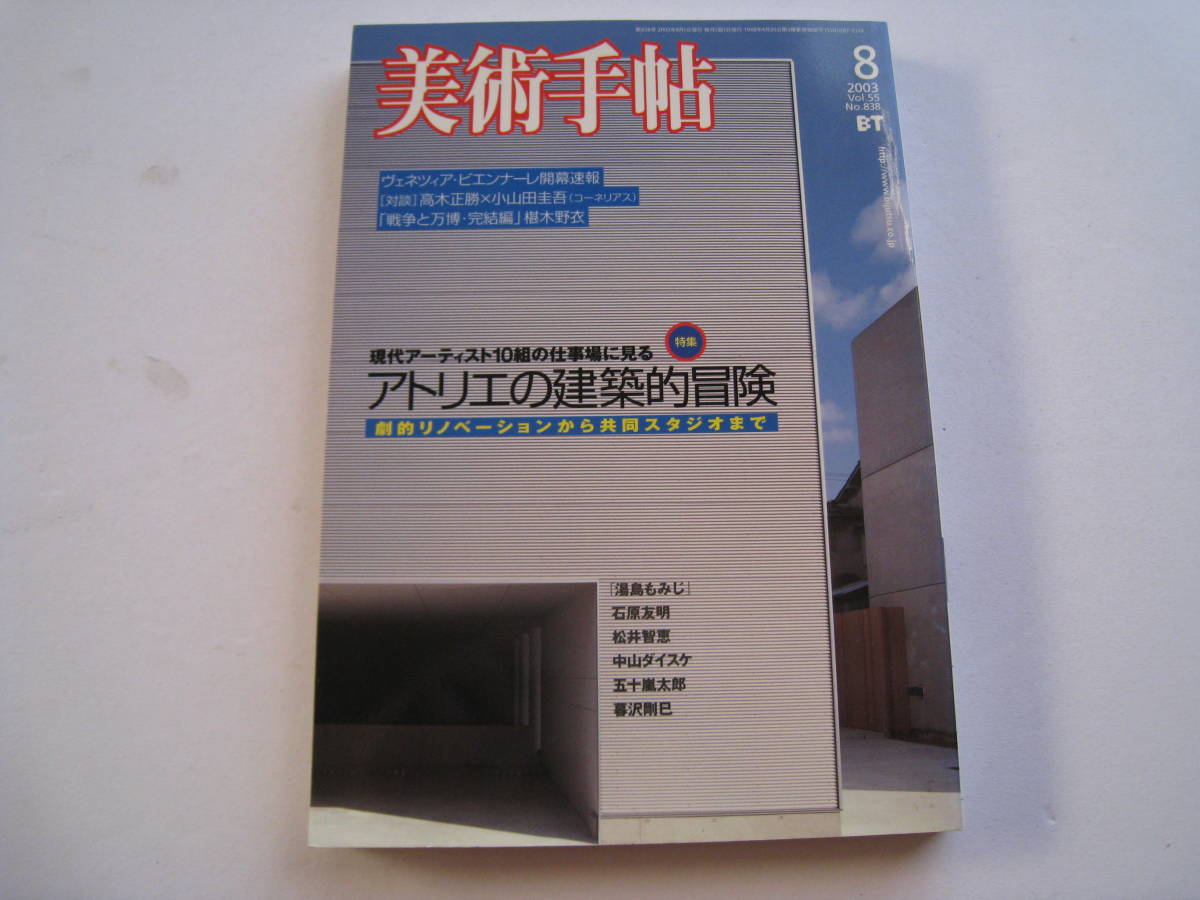 美術手帖
8
2003
Vol.55
No.838
BT
ヴェネツィア・ビエンナーレ開幕速報
[対談]高木正勝×小山田圭吾(コーネリアス)
「戦争と万博・完結編」椹木野衣
特集
現代アーティスト10組の仕事場に見る
アトリエの建築的冒険
劇的リノベーションから共同スタジオまで
[湯島もみじ]
石原友明
松井智恵
中山ダイスケ
五十嵐太郎
暮沢剛巳